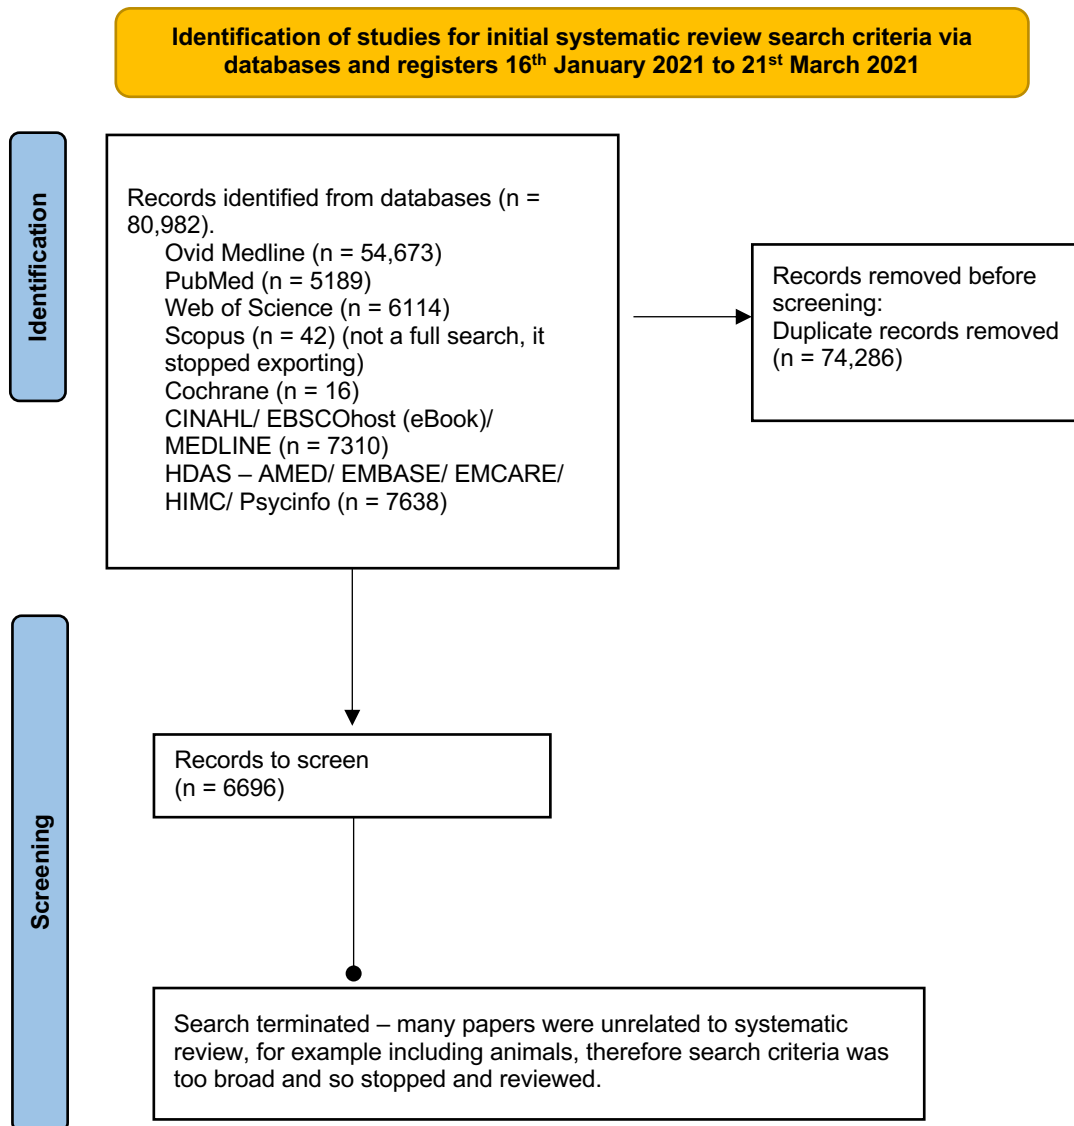 Identification of studies for initial systematic review search criteria via
databases and registers 16th January 2021 to 21st March 2021
Identification
Records identified from databases (n =
80,982).
Ovid Medline (n = 54,673)
PubMed (n = 5189)
Web of Science (n = 6114)
Scopus (n = 42) (not a full search, it
stopped exporting)
Cochrane (n = 16)
CINAHL/ EBSCOhost (eBook)/
MEDLINE (n = 7310)
HDAS – AMED/ EMBASE/ EMCARE/
HIMC/ Psycinfo (n = 7638)
Records removed before
screening:
Duplicate records removed
(n = 74,286)
Screening
Records to screen
(n = 6696)
Search terminated – many papers were unrelated to systematic
review, for example including animals, therefore search criteria was
too broad and so stopped and reviewed.